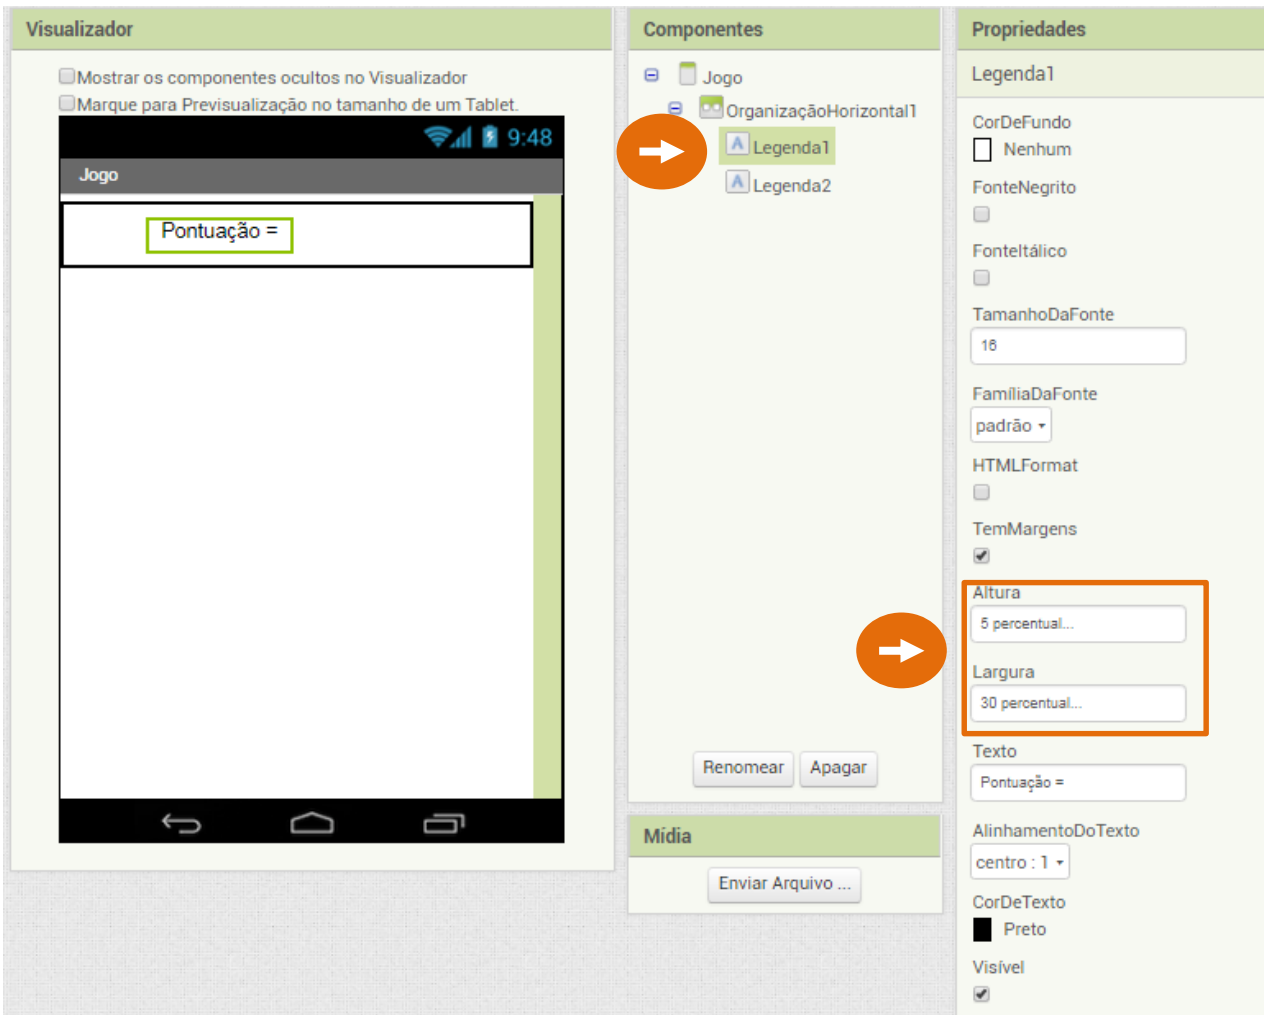 Visualizador
Mostrar os componentes ocultos no Visualizador
Marque para Previsualização no tamanho de um Tablet.
9:48
Jogo
Pontuação =
Componentes
Jogo
OrganizaçãoHorizontal1
A Legenda1
A Legenda2
Renomear Apagar
Mídia
Enviar Arquivo ...
Propriedades
Legenda1
CorDeFundo
Nenhum
FonteNegrito
FonteItálico
TamanhoDaFonte
16
FamíliaDaFonte
padrão
HTMLFormat
TemMargens
Altura
5 percentual...
Largura
30 percentual...
Texto
Pontuação =
AlinhamentoDoTexto
centro : 1
CorDeTexto
Preto
Visível